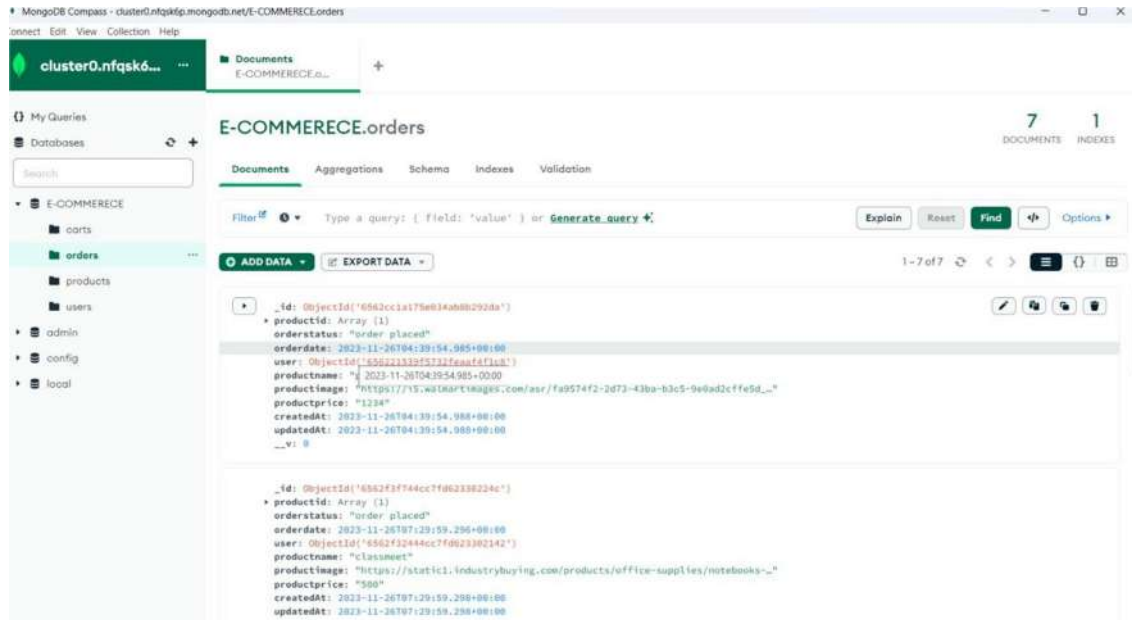 MongoDB Compass - cluster0.nfqsk6p.mongodb.net/E-COMMERECE.orders
onnect Edit View Collection Help
cluster0.nfqsk6... ...
Documents
E-COMMERECE.o...
+
{} My Queries
Databases
Search
E-COMMERECE
carts
orders ...
products
users
admin
config
local
E-COMMERECE.orders
7
DOCUMENTS
1
INDEXES
Documents Aggregations Schema Indexes Validation
Filter Type a query: { field: 'value' } or Generate query
Explain Reset Find </> Options
ADD DATA EXPORT DATA
1-7 of 7
_id: ObjectId(
productid: Array (1)
orderstatus: "order placed"
orderdate: 2023-11-26T04:39:54.985+00:00
user: ObjectId(
productname: "
2023-11-26T04:39:54.985+00:00
productimage: "https://i5.walmartimages.com/asr/fa9574f2-2d73-43ba-b3c5-9e0ad2cffe5d_…"
productprice: "1234"
createdAt: 2023-11-26T04:39:54.988+00:00
updatedAt: 2023-11-26T04:39:54.988+00:00
__v: 0
_id: ObjectId(
productid: Array (1)
orderstatus: "order placed"
orderdate: 2023-11-26T07:29:59.296+00:00
user: ObjectId(
productname: "classmeet"
productimage: "https://static1.industrybuying.com/products/office-supplies/notebooks-…"
productprice: "500"
createdAt: 2023-11-26T07:29:59.298+00:00
updatedAt: 2023-11-26T07:29:59.298+00:00